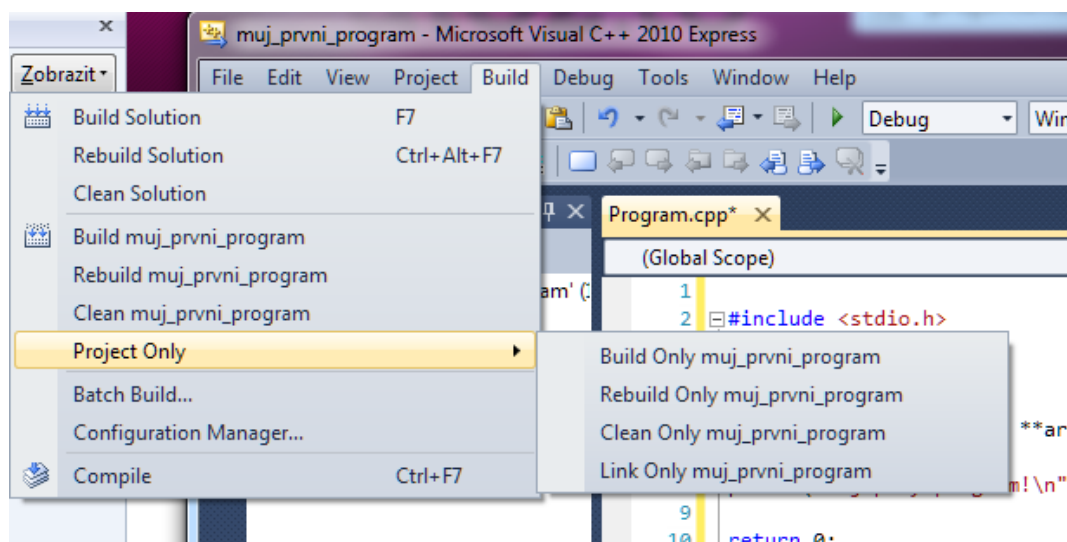 muj_prvni_program - Microsoft Visual C++ 2010 Express
Zobrazit
File Edit View Project Build Debug Tools Window Help
Build Solution F7
Rebuild Solution Ctrl+Alt+F7
Clean Solution
Build muj_prvni_program
Rebuild muj_prvni_program
Clean muj_prvni_program
Project Only
Batch Build...
Configuration Manager...
Compile Ctrl+F7
Debug
Program.cpp*
(Global Scope)
1
2 #include <stdio.h>
Build Only muj_prvni_program
Rebuild Only muj_prvni_program
Clean Only muj_prvni_program
Link Only muj_prvni_program
9
10 return 0;